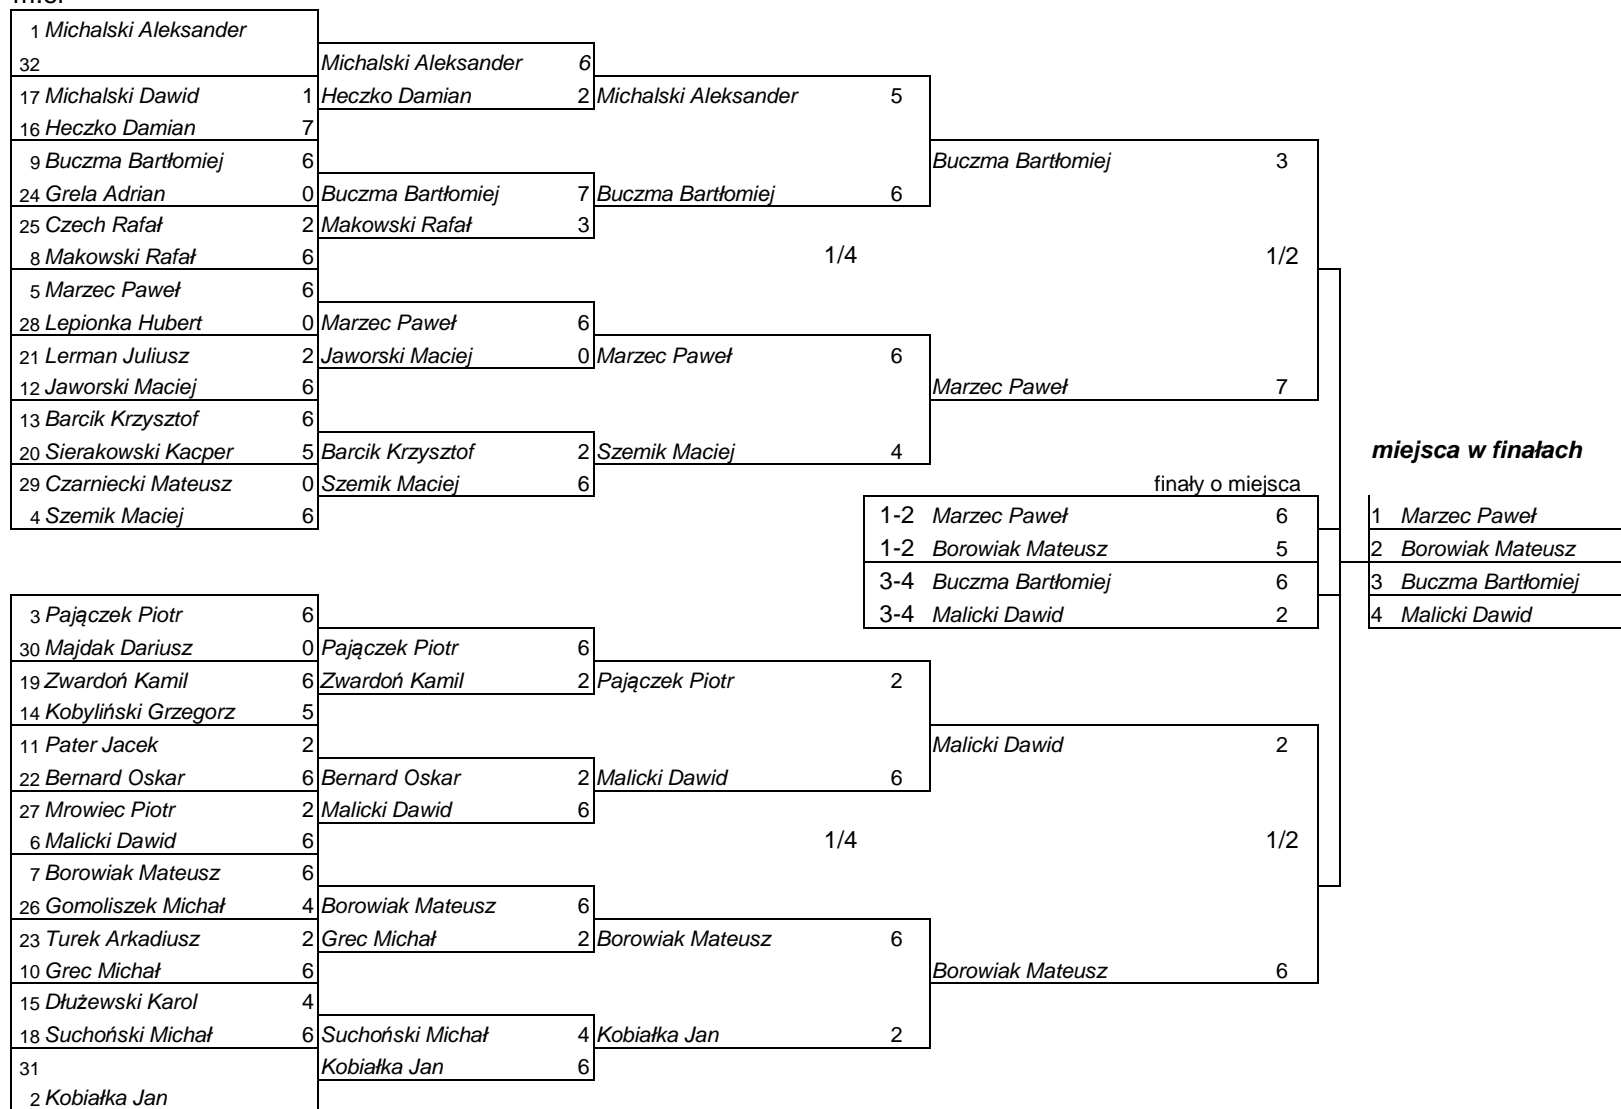 1 Michalski Aleksander
32 Michalski Aleksander 6
17 Michalski Dawid 1 Heczko Damian 2 Michalski Aleksander 5
16 Heczko Damian 7
9 Buczma Bartłomiej 6 Buczma Bartłomiej 3
24 Grela Adrian 0 Buczma Bartłomiej 7 Buczma Bartłomiej 6
25 Czech Rafał 2 Makowski Rafał 3
8 Makowski Rafał 6 1/4 1/2
5 Marzec Paweł 6
28 Lepionka Hubert 0 Marzec Paweł 6
21 Lerman Juliusz 2 Jaworski Maciej 0 Marzec Paweł 6
12 Jaworski Maciej 6 Marzec Paweł 7
13 Barcik Krzysztof 6
20 Sierakowski Kacper 5 Barcik Krzysztof 2 Szemik Maciej 4 miejsca w finałach
29 Czarniecki Mateusz 0 Szemik Maciej 6 finały o miejsca
4 Szemik Maciej 6 1-2 Marzec Paweł 6 1 Marzec Paweł
1-2 Borowiak Mateusz 5 2 Borowiak Mateusz
3-4 Buczma Bartłomiej 6 3 Buczma Bartłomiej
3 Pajączek Piotr 6 3-4 Malicki Dawid 2 4 Malicki Dawid
30 Majdak Dariusz 0 Pajączek Piotr 6
19 Zwardoń Kamil 6 Zwardoń Kamil 2 Pajączek Piotr 2
14 Kobyliński Grzegorz 5
11 Pater Jacek 2 Malicki Dawid 2
22 Bernard Oskar 6 Bernard Oskar 2 Malicki Dawid 6
27 Mrowiec Piotr 2 Malicki Dawid 6
6 Malicki Dawid 6 1/4 1/2
7 Borowiak Mateusz 6
26 Gomoliszek Michał 4 Borowiak Mateusz 6
23 Turek Arkadiusz 2 Grec Michał 2 Borowiak Mateusz 6
10 Grec Michał 6 Borowiak Mateusz 6
15 Dłużewski Karol 4
18 Suchoński Michał 6 Suchoński Michał 4 Kobiałka Jan 2
31 Kobiałka Jan 6
2 Kobiałka Jan